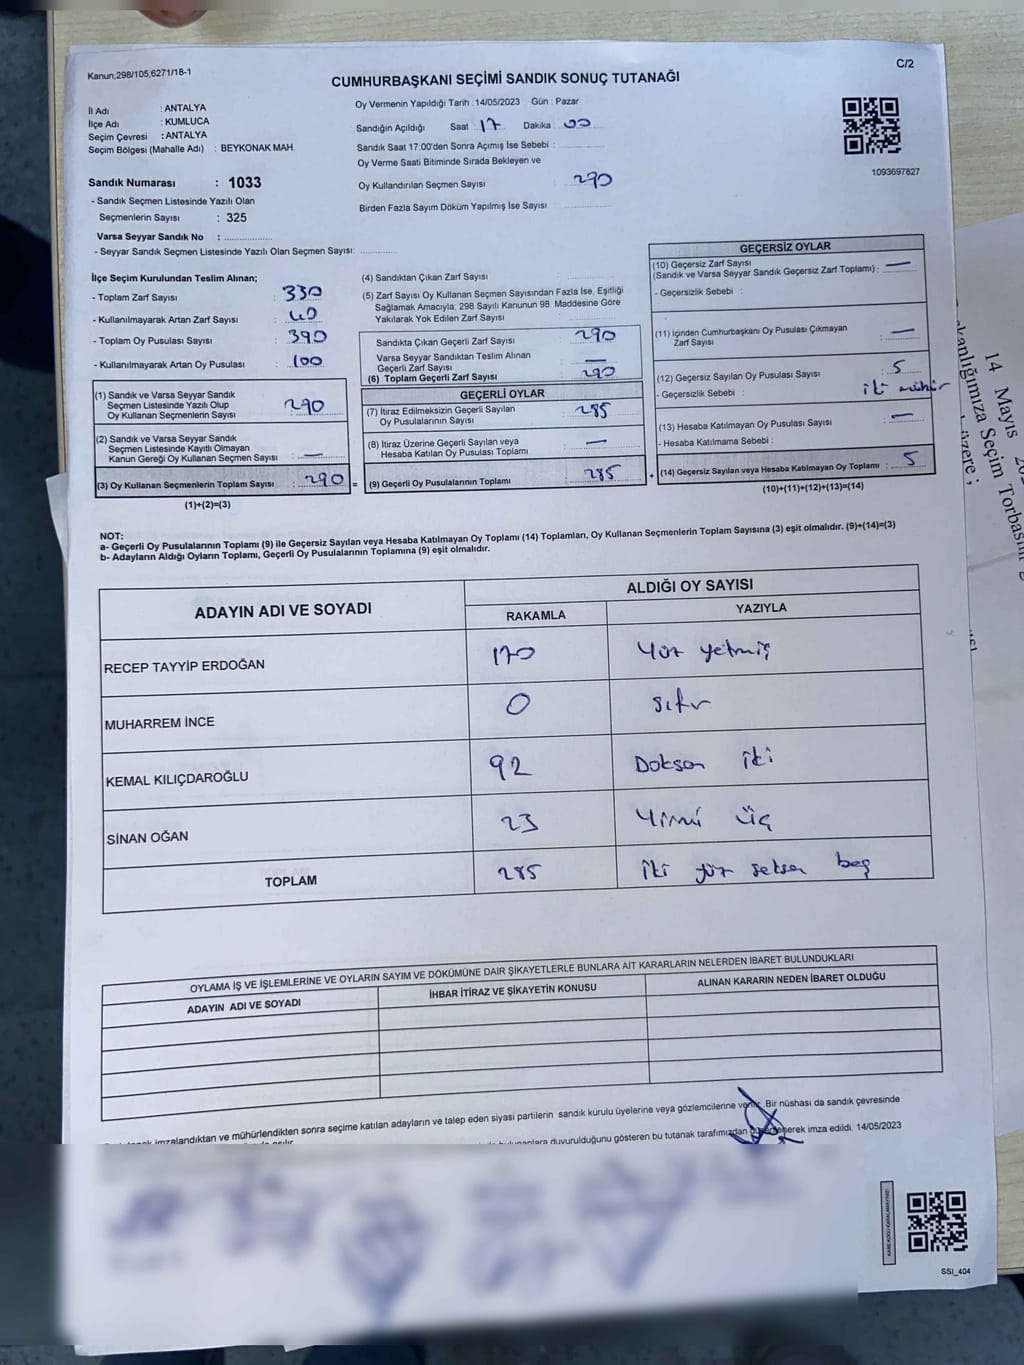 Kanun;298/105;6271/18-1
C/2
CUMHURBAŞKANI SEÇİMİ SANDIK SONUÇ TUTANAĞI
İl Adı : ANTALYA
İlçe Adı : KUMLUCA
Seçim Çevresi : ANTALYA
Seçim Bölgesi (Mahalle Adı) : BEYKONAK MAH.
Oy Vermenin Yapıldığı Tarih : 14/05/2023 Gün : Pazar
Sandığın Açıldığı Saat : 17 Dakika : 00
Sandık Saat 17:00'den Sonra Açımış İse Sebebi :
Oy Verme Saati Bitiminde Sırada Bekleyen ve
Oy Kullandırılan Seçmen Sayısı 290
Birden Fazla Sayım Döküm Yapılmış İse Sayısı
1093697827
Sandık Numarası : 1033
- Sandık Seçmen Listesinde Yazılı Olan
Seçmenlerin Sayısı : 325
Varsa Seyyar Sandık No :
- Seyyar Sandık Seçmen Listesinde Yazılı Olan Seçmen Sayısı:
İlçe Seçim Kurulundan Teslim Alınan;
- Toplam Zarf Sayısı : 330
- Kullanılmayarak Artan Zarf Sayısı : 40
- Toplam Oy Pusulası Sayısı : 390
- Kullanılmayarak Artan Oy Pusulası : 100
(1) Sandık ve Varsa Seyyar Sandık
Seçmen Listesinde Yazılı Olup
Oy Kullanan Seçmenlerin Sayısı 290
(2) Sandık ve Varsa Seyyar Sandık
Seçmen Listesinde Kayıtlı Olmayan
Kanun Gereği Oy Kullanan Seçmen Sayısı : —
(3) Oy Kullanan Seçmenlerin Toplam Sayısı : 290 =
(1)+(2)=(3)
(4) Sandıktan Çıkan Zarf Sayısı
(5) Zarf Sayısı Oy Kullanan Seçmen Sayısından Fazla İse, Eşitliği
Sağlamak Amacıyla; 298 Sayılı Kanunun 98. Maddesine Göre
Yakılarak Yok Edilen Zarf Sayısı
Sandıkta Çıkan Geçerli Zarf Sayısı : 290
Varsa Seyyar Sandıktan Teslim Alınan
Geçerli Zarf Sayısı : —
(6) Toplam Geçerli Zarf Sayısı : 290
GEÇERLİ OYLAR
(7) İtiraz Edilmeksizin Geçerli Sayılan
Oy Pusulalarının Sayısı : 285
(8) İtiraz Üzerine Geçerli Sayılan veya
Hesaba Katılan Oy Pusulası Toplamı : —
(9) Geçerli Oy Pusulalarının Toplamı : 285 +
GEÇERSİZ OYLAR
(10) Geçersiz Zarf Sayısı
(Sandık ve Varsa Seyyar Sandık Geçersiz Zarf Toplamı) : —
- Geçersizlik Sebebi :
(11) İçinden Cumhurbaşkanı Oy Pusulası Çıkmayan
Zarf Sayısı : —
(12) Geçersiz Sayılan Oy Pusulası Sayısı : 5
- Geçersizlik Sebebi : iki mühür
(13) Hesaba Katılmayan Oy Pusulası Sayısı : —
- Hesaba Katılmama Sebebi :
(14) Geçersiz Sayılan veya Hesaba Katılmayan Oy Toplamı : 5
(10)+(11)+(12)+(13)=(14)
NOT:
a- Geçerli Oy Pusulalarının Toplamı (9) ile Geçersiz Sayılan veya Hesaba Katılmayan Oy Toplamı (14) Toplamları, Oy Kullanan Seçmenlerin Toplam Sayısına (3) eşit olmalıdır. (9)+(14)=(3)
b- Adayların Aldığı Oyların Toplamı, Geçerli Oy Pusulalarının Toplamına (9) eşit olmalıdır.
ADAYIN ADI VE SOYADI
ALDIĞI OY SAYISI
RAKAMLA YAZIYLA
RECEP TAYYİP ERDOĞAN 170 Yüz yetmiş
MUHARREM İNCE 0 Sıfır
KEMAL KILIÇDAROĞLU 92 Doksan iki
SİNAN OĞAN 23 Yirmi üç
TOPLAM 285 iki yüz seksen beş
OYLAMA İŞ VE İŞLEMLERİNE VE OYLARIN SAYIM VE DÖKÜMÜNE DAİR ŞİKAYETLERLE BUNLARA AİT KARARLARIN NELERDEN İBARET BULUNDUKLARI
ADAYIN ADI VE SOYADI İHBAR İTİRAZ VE ŞİKAYETİN KONUSU ALINAN KARARIN NEDEN İBARET OLDUĞU
imzalandıktan ve mühürlendikten sonra seçime katılan adayların ve talep eden siyasi partilerin sandık kurulu üyelerine veya gözlemcilerine Bir nüshası da sandık çevresinde
duyurulduğunu gösteren bu tutanak tarafımızdan imza edildi. 14/05/2023
SSI_404
14 Mayıs
Seçim Torbasın
üzere;